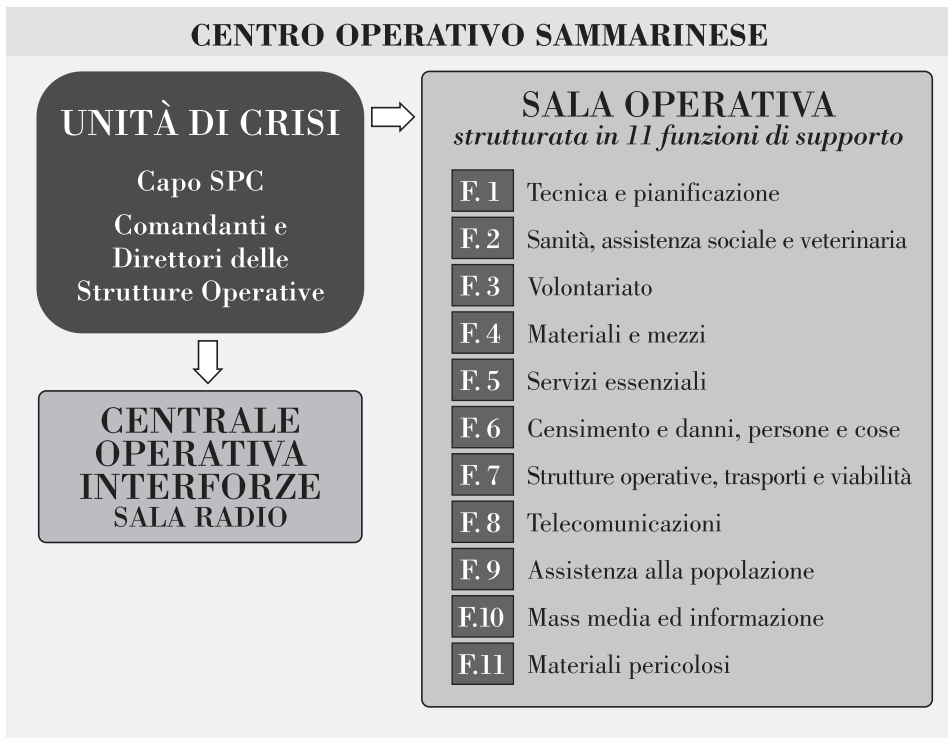 CENTRO OPERATIVO SAMMARINESE
UNITÀ DI CRISI
Capo SPC
Comandanti e
Direttori delle
Strutture Operative
CENTRALE
OPERATIVA
INTERFORZE
SALA RADIO
SALA OPERATIVA
strutturata in 11 funzioni di supporto
F. 1 Tecnica e pianificazione
F. 2 Sanità, assistenza sociale e veterinaria
F. 3 Volontariato
F. 4 Materiali e mezzi
F. 5 Servizi essenziali
F. 6 Censimento e danni, persone e cose
F. 7 Strutture operative, trasporti e viabilità
F. 8 Telecomunicazioni
F. 9 Assistenza alla popolazione
F.10 Mass media ed informazione
F.11 Materiali pericolosi